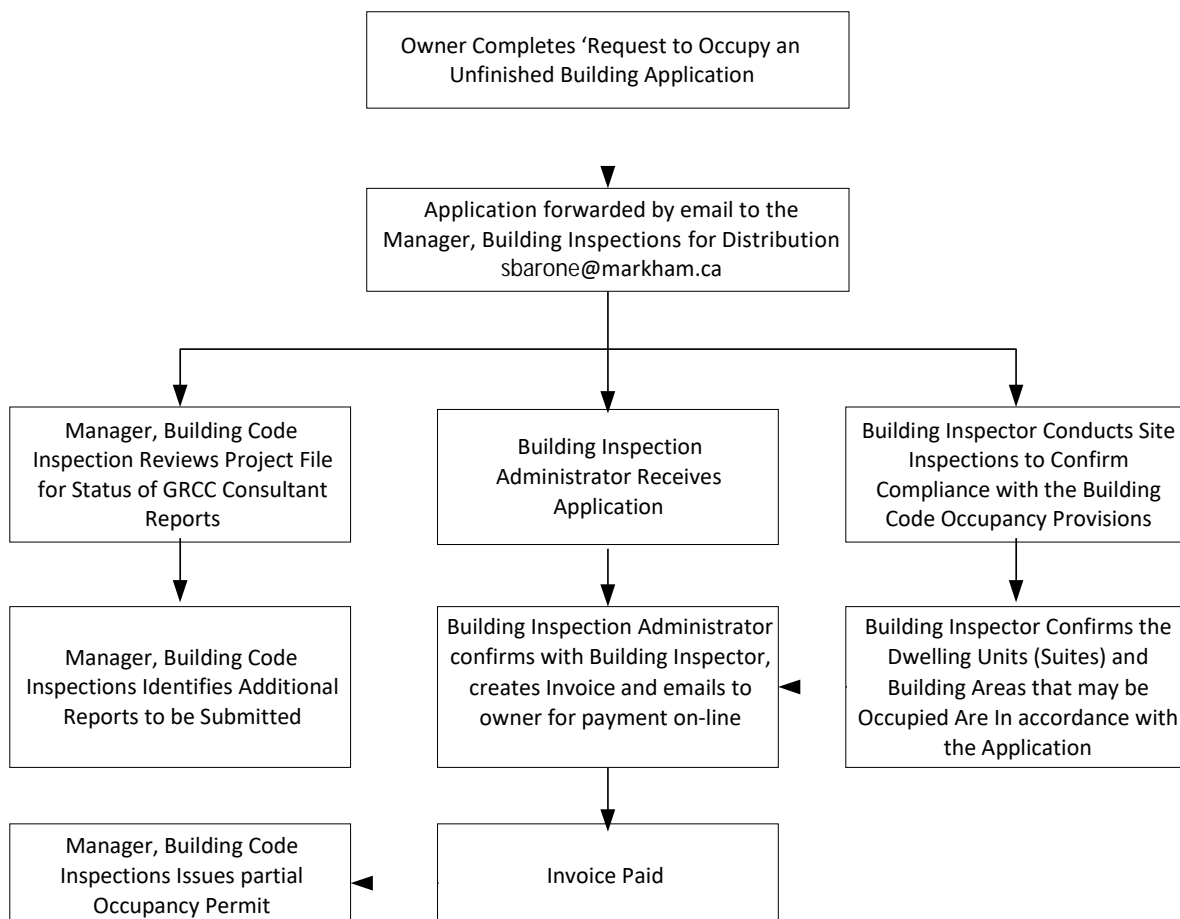 Owner Completes ‘Request to Occupy an
Unfinished Building Application
Application forwarded by email to the
Manager, Building Inspections for Distribution
sbarone@markham.ca
Manager, Building Code
Inspection Reviews Project File
for Status of GRCC Consultant
Reports
Building Inspection
Administrator Receives
Application
Building Inspector Conducts Site
Inspections to Confirm
Compliance with the Building
Code Occupancy Provisions
Manager, Building Code
Inspections Identifies Additional
Reports to be Submitted
Building Inspection Administrator
confirms with Building Inspector,
creates Invoice and emails to
owner for payment on-line
Building Inspector Confirms the
Dwelling Units (Suites) and
Building Areas that may be
Occupied Are In accordance with
the Application
Manager, Building Code
Inspections Issues partial
Occupancy Permit
Invoice Paid